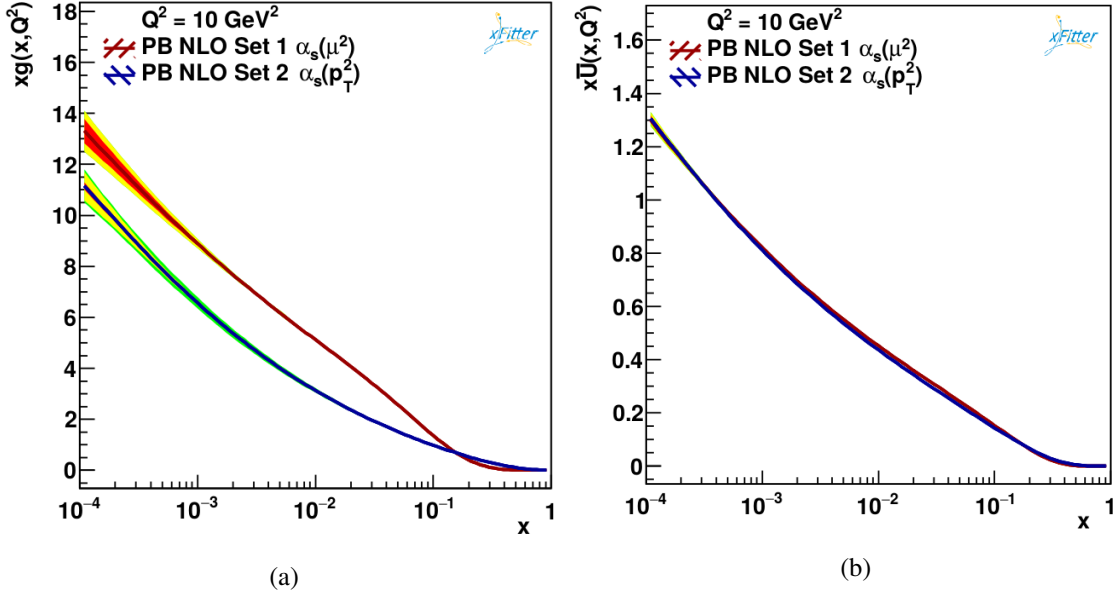 Q² = 10 GeV²
PB NLO Set 1 αs(μ²)
PB NLO Set 2 αs(p²T)
xFitter
xg(x,Q²)
18
16
14
12
10
8
6
4
2
0
10⁻⁴ 10⁻³ 10⁻² 10⁻¹ 1
x
(a)
Q² = 10 GeV²
PB NLO Set 1 αs(μ²)
PB NLO Set 2 αs(p²T)
xFitter
xU̅(x,Q²)
1.6
1.4
1.2
1
0.8
0.6
0.4
0.2
0
10⁻⁴ 10⁻³ 10⁻² 10⁻¹ 1
x
(b)